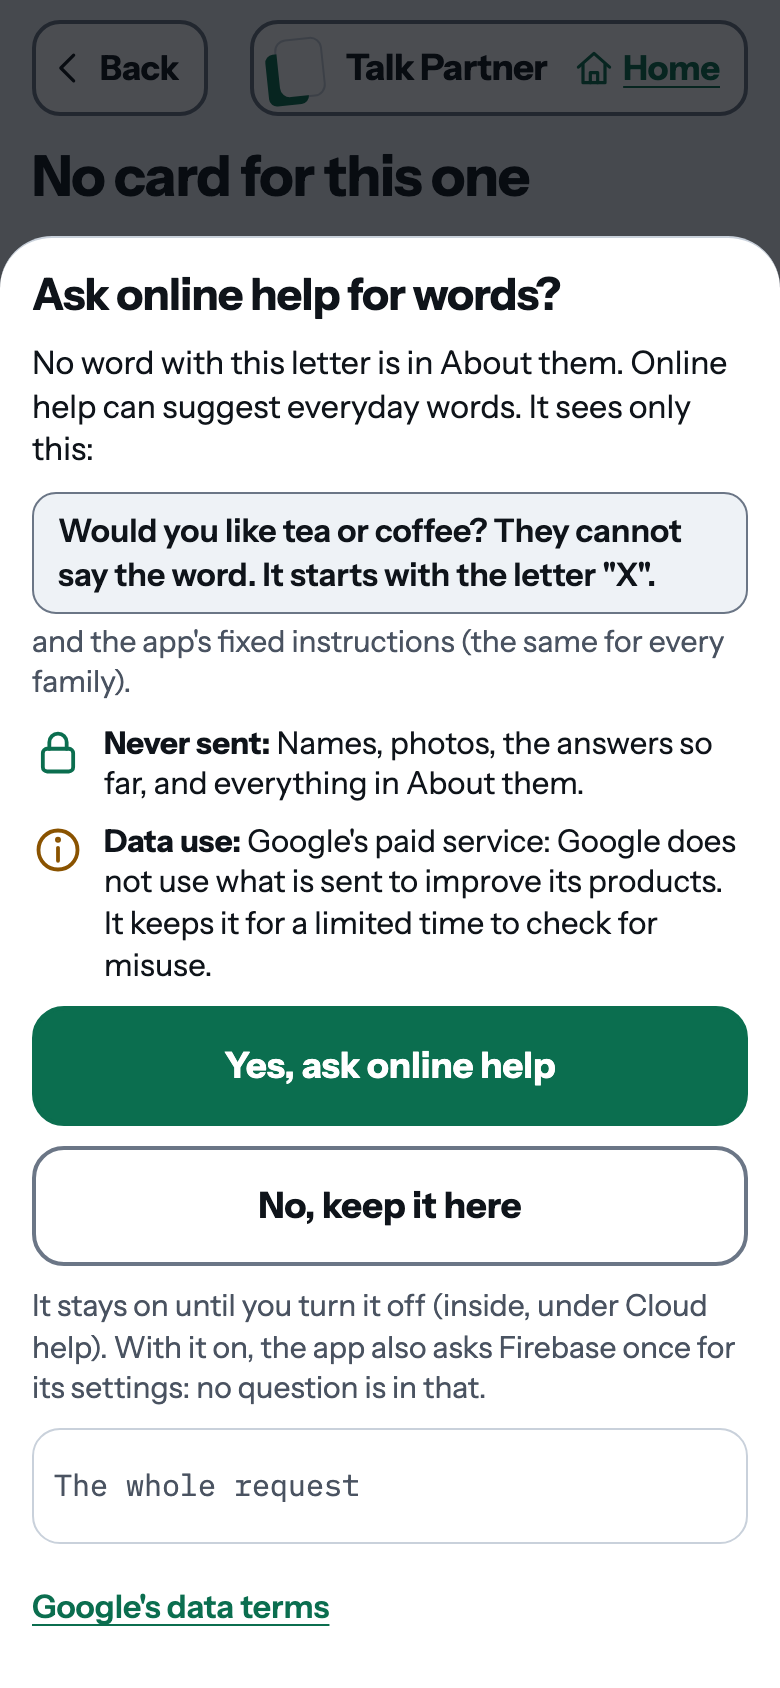 Back
Talk Partner
Home
No card for this one
Ask online help for words?
No word with this letter is in About them. Online
help can suggest everyday words. It sees only
this:
Would you like tea or coffee? They cannot
say the word. It starts with the letter "X".
and the app's fixed instructions (the same for every
family).
Never sent: Names, photos, the answers so
far, and everything in About them.
Data use: Google's paid service: Google does
not use what is sent to improve its products.
It keeps it for a limited time to check for
misuse.
Yes, ask online help
No, keep it here
It stays on until you turn it off (inside, under Cloud
help). With it on, the app also asks Firebase once for
its settings: no question is in that.
The whole request
Google's data terms